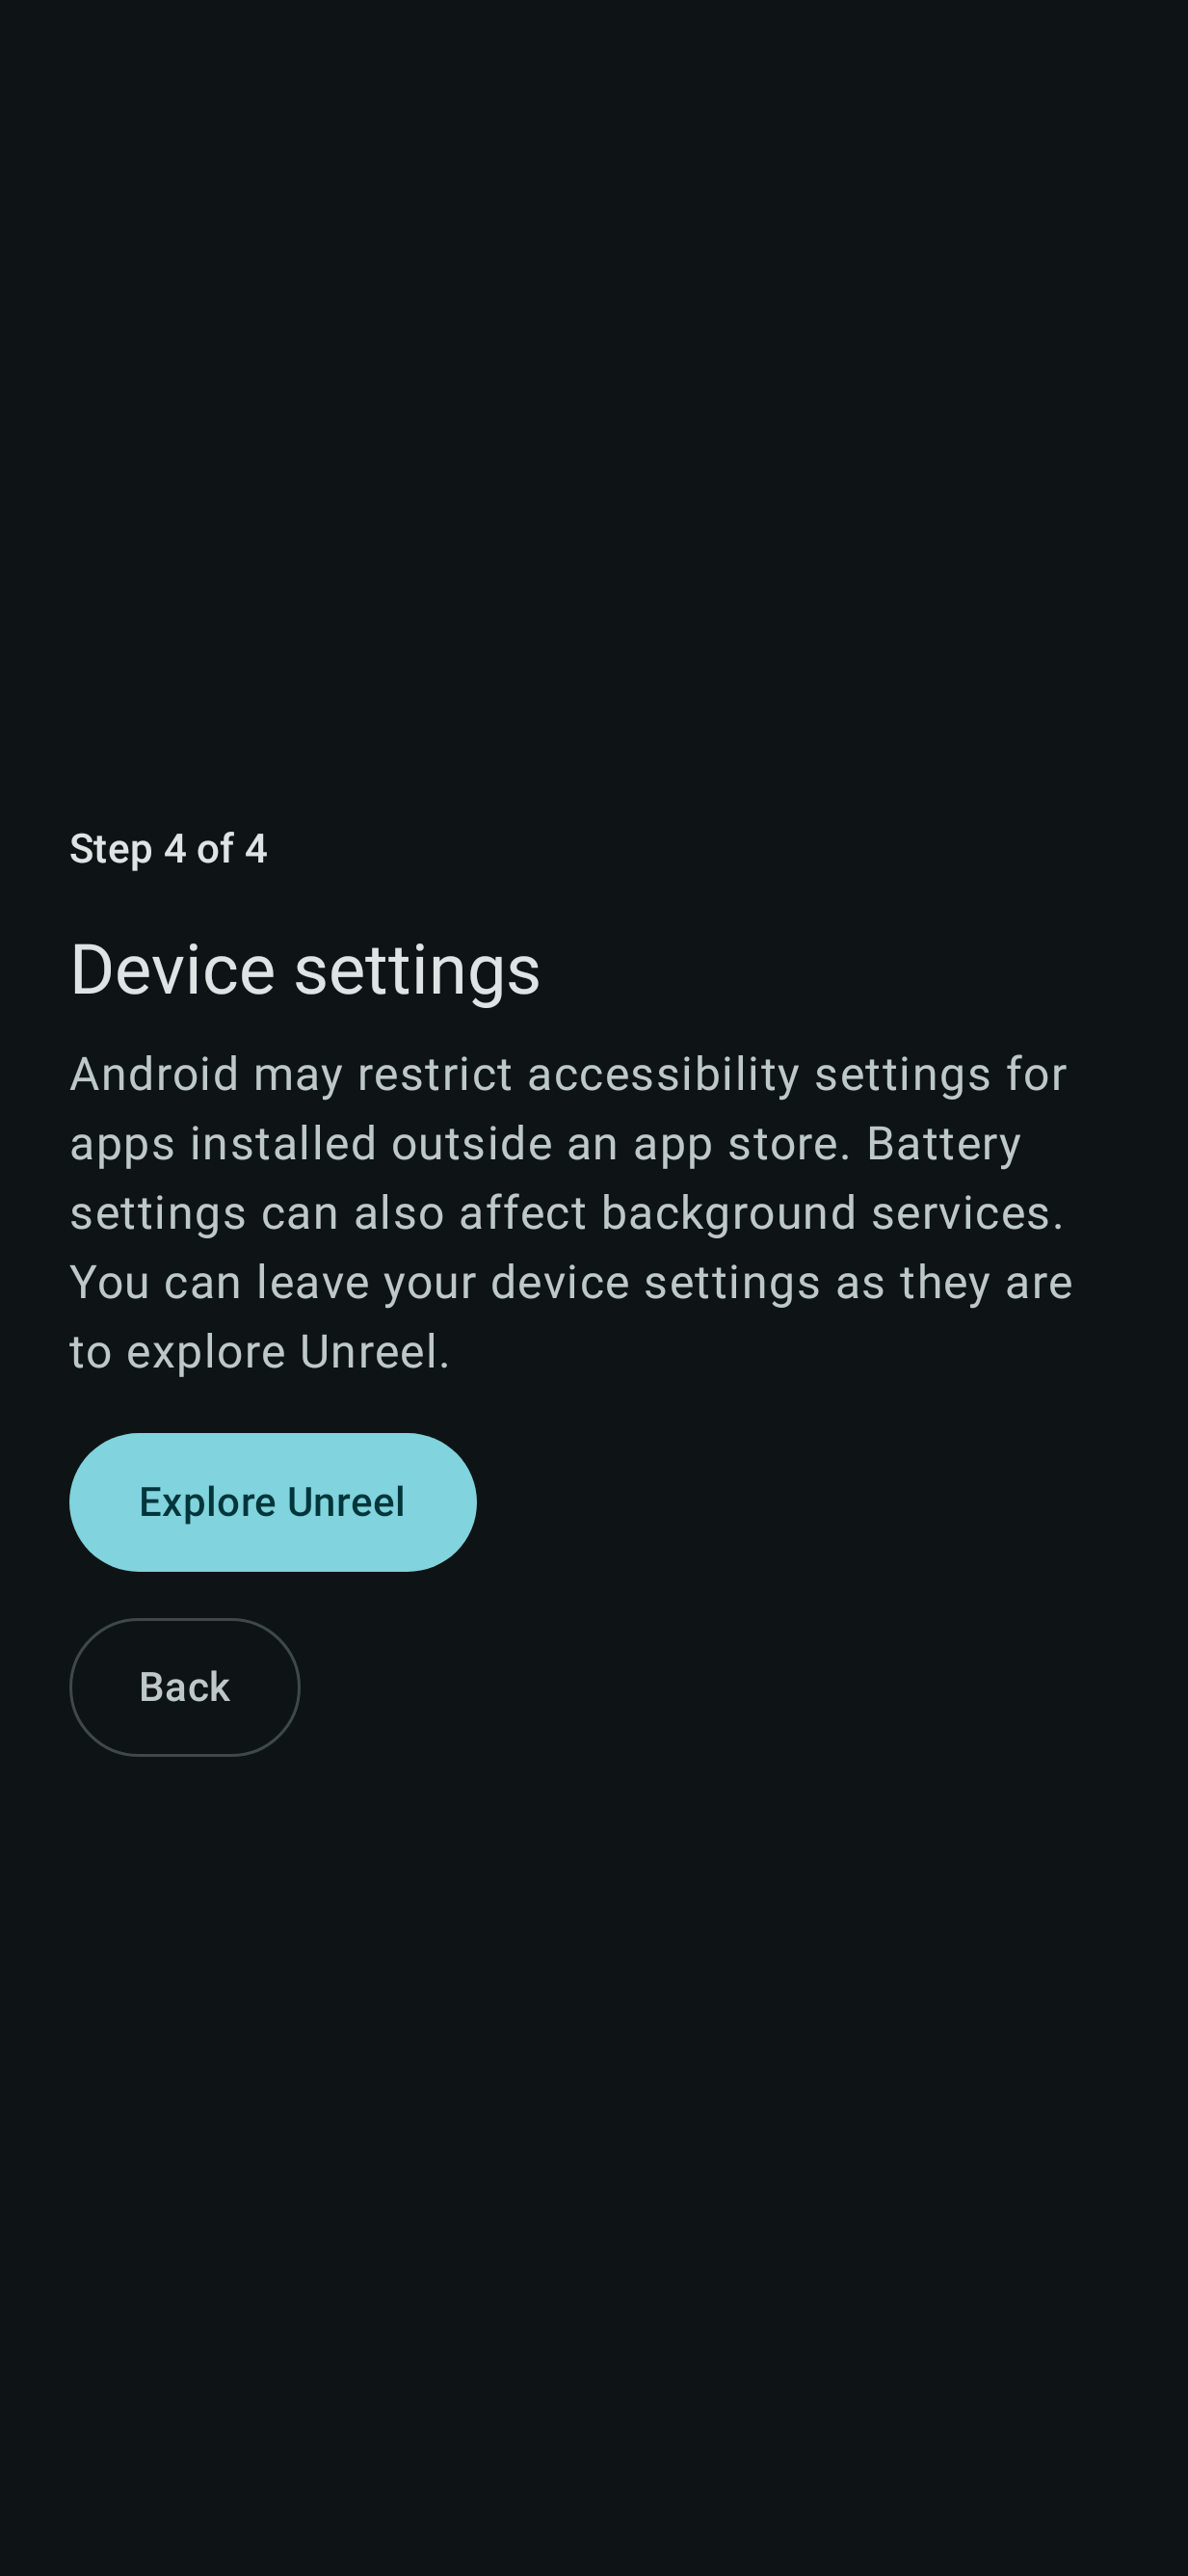 Step 4 of 4
Device settings
Android may restrict accessibility settings for
apps installed outside an app store. Battery
settings can also affect background services.
You can leave your device settings as they are
to explore Unreel.
Explore Unreel
Back